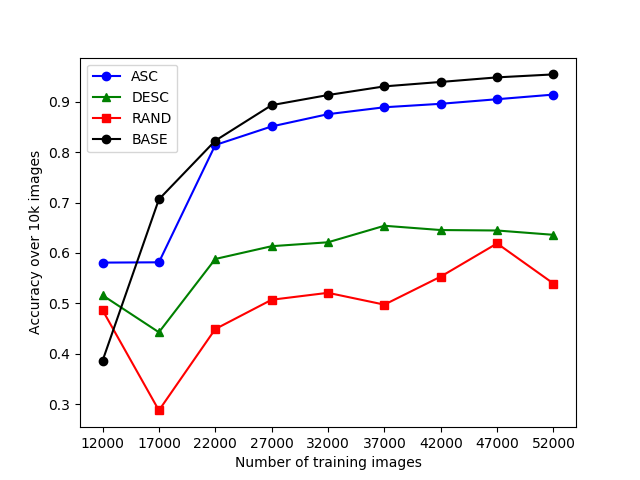 ASC
DESC
RAND
BASE
0.9
0.8
0.7
0.6
0.5
0.4
0.3
Accuracy over 10k images
12000 17000 22000 27000 32000 37000 42000 47000 52000
Number of training images